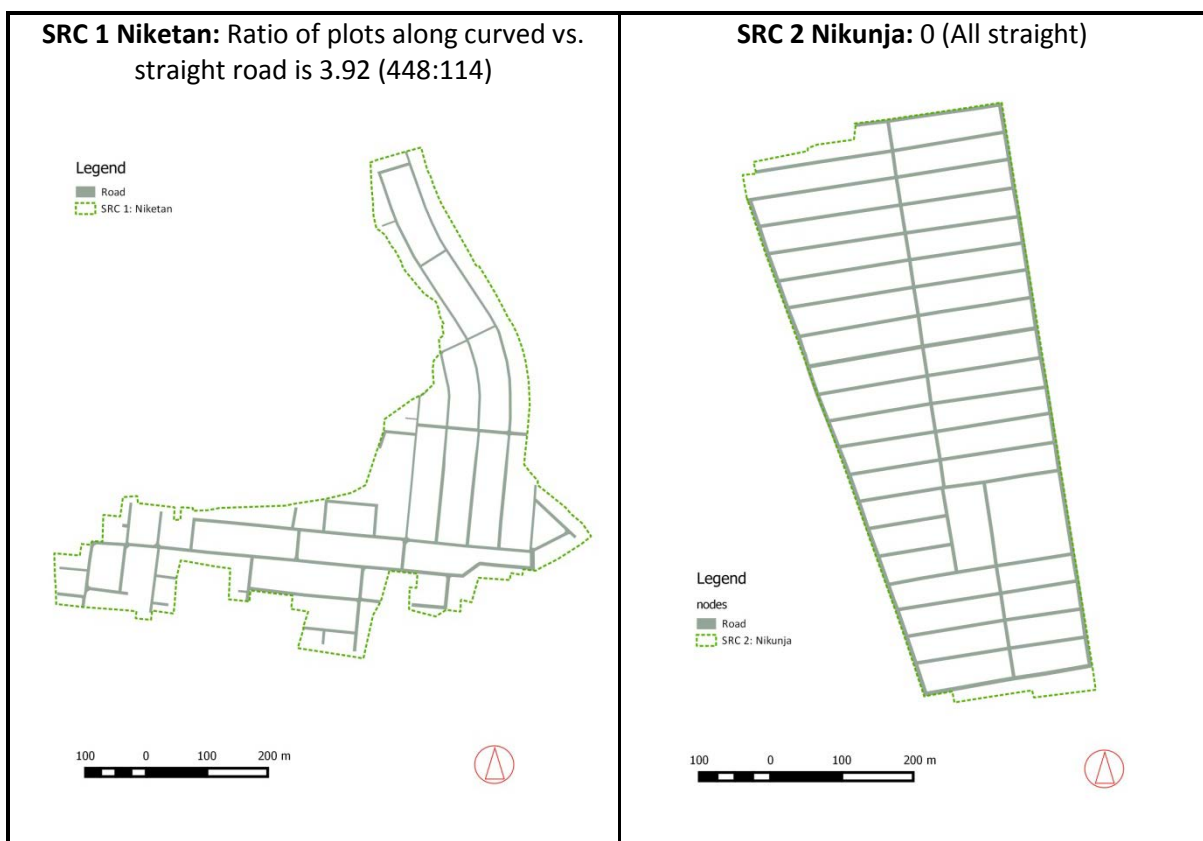 SRC 1 Niketan: Ratio of plots along curved vs.
straight road is 3.92 (448:114)
Legend
Road
SRC 1: Niketan
100 0 100 200 m
SRC 2 Nikunja: 0 (All straight)
Legend
nodes
Road
SRC 2: Nikunja
100 0 100 200 m